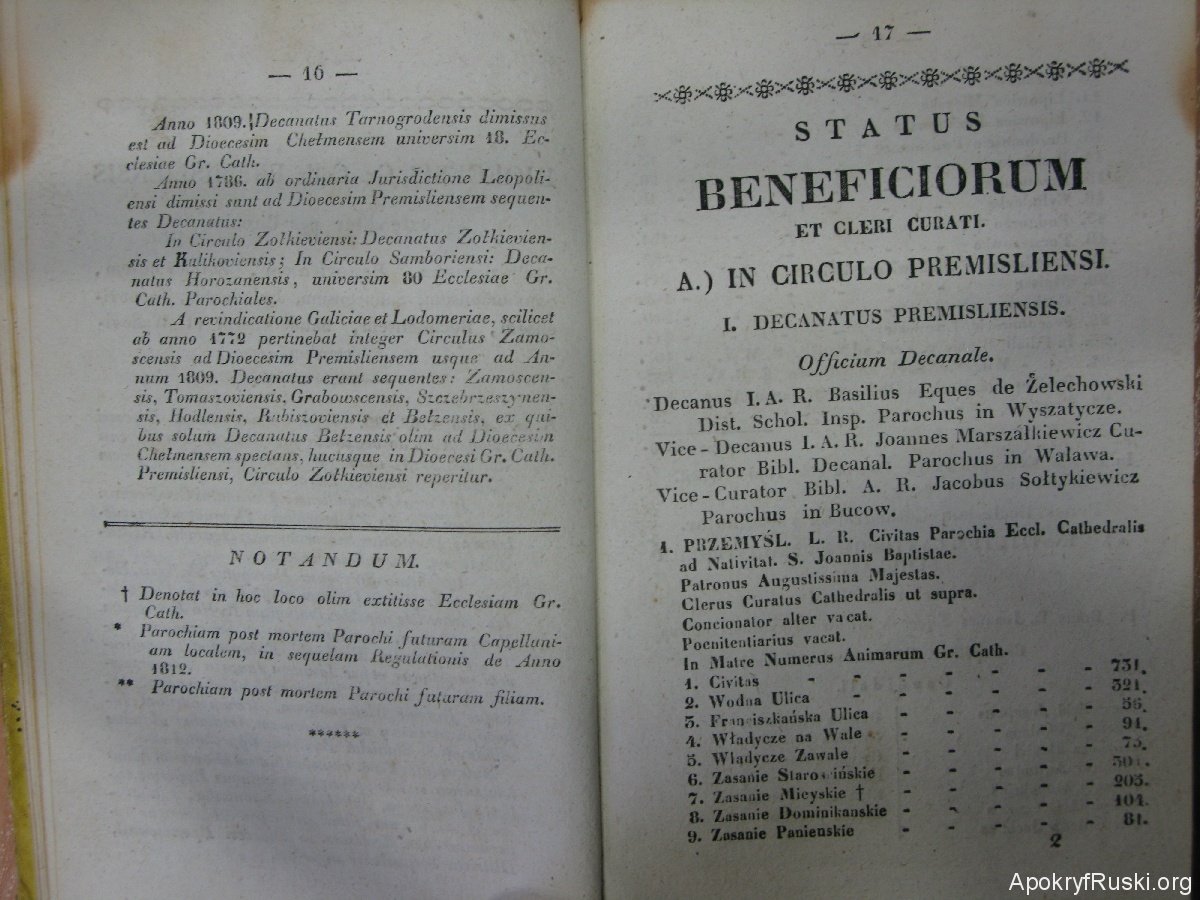 — 16 —
Anno 1809. Decanatus Tarnogrodensis dimissus
est ad Dioecesim Chełmensem universim 18. Ec-
clesiae Gr. Cath.
Anno 1786. ab ordinaria Jurisdictione Leopoli-
ensi dimissi sunt ad Dioecesim Premisliensem sequen-
tes Decanatus:
In Circulo Zołkieviensi: Decanatus Zołkievien-
sis et Kulikoviensis; In Circulo Samboriensi: Deca-
natus Horozanensis, universim 80 Ecclesiae Gr.
Cath. Parochiales.
A revindicatione Galiciae et Lodomeriae, scilicet
ab anno 1772 pertinebat integer Circulus Zamo-
scensis ad Dioecesim Premisliensem usque ad An-
num 1809. Decanatus erant sequentes: Zamoscen-
sis, Tomaszoviensis, Grabowscensis, Szczebrzeszynen-
sis, Hodlensis, Rubiszoviensis et Belzensis, ex qui-
bus solum Decanatus Belzensis olim ad Dioecesim
Chełmensem spectans, hucusque in Dioecesi Gr. Cath.
Premisliensi, Circulo Zołkieviensi reperitur.
NOTANDUM.
† Denotat in hoc loco olim extitisse Ecclesiam Gr.
Cath.
* Parochiam post mortem Parochi futuram Capellani-
am localem, in sequelam Regulationis de Anno
1812.
** Parochiam post mortem Parochi futuram filiam.
******
— 17 —
STATUS
BENEFICIORUM
ET CLERI CURATI.
A.) IN CIRCULO PREMISLIENSI.
I. DECANATUS PREMISLIENSIS.
Officium Decanale.
Decanus I. A. R. Basilius Eques de Żelechowski
Dist. Schol. Insp. Parochus in Wyszatycze.
Vice-Decanus I. A. R. Joannes Marszałkiewicz Cu-
rator Bibl. Decanal. Parochus in Walawa.
Vice-Curator Bibl. A. R. Jacobus Sołtykiewicz
Parochus in Bucow.
1. PRZEMYŚL. L. R. Civitas Parochia Eccl. Cathedralis
ad Nativitat. S. Joannis Baptistae.
Patronus Augustissima Majestas.
Clerus Curatus Cathedralis ut supra.
Concionator alter vacat.
Poenitentiarius vacat.
In Matre Numerus Animarum Gr. Cath.
1. Civitas - - - - - - 731.
2. Wodna Ulica - - - - - - 321.
3. Franciszkańska Ulica - - - - - 56.
4. Władycze na Wale - - - - - 91.
5. Władycze Zawale - - - - - 73.
6. Zasanie Starościńskie - - - - -
7. Zasanie Mieyskie † - - - - - 203.
8. Zasanie Dominikanskie - - - - - 104.
9. Zasanie Panienskie - - - - - 81.
2
ApokryfRuski.org